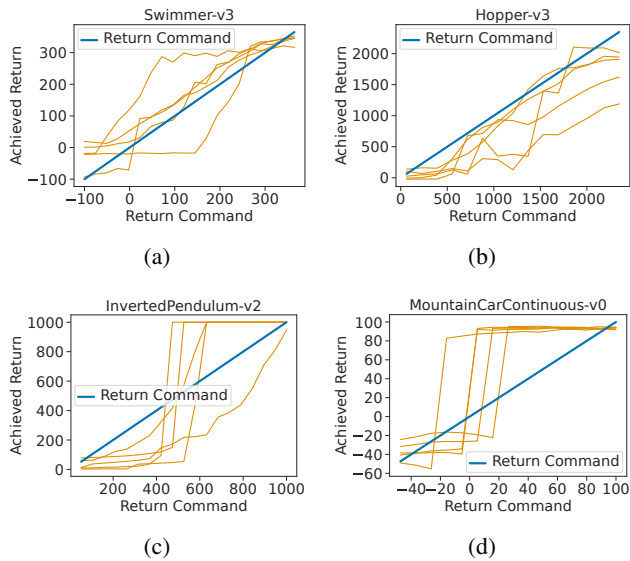 Swimmer-v3
Achieved Return
300
200
100
0
−100
Return Command
−100 0 100 200 300
Return Command
(a)
Hopper-v3
Achieved Return
2000
1500
1000
500
0
Return Command
0 500 1000 1500 2000
Return Command
(b)
InvertedPendulum-v2
Achieved Return
1000
800
600
400
200
0
Return Command
200 400 600 800 1000
Return Command
(c)
MountainCarContinuous-v0
Achieved Return
100
80
60
40
20
0
−20
−40
−60
Return Command
−40 −20 0 20 40 60 80 100
Return Command
(d)